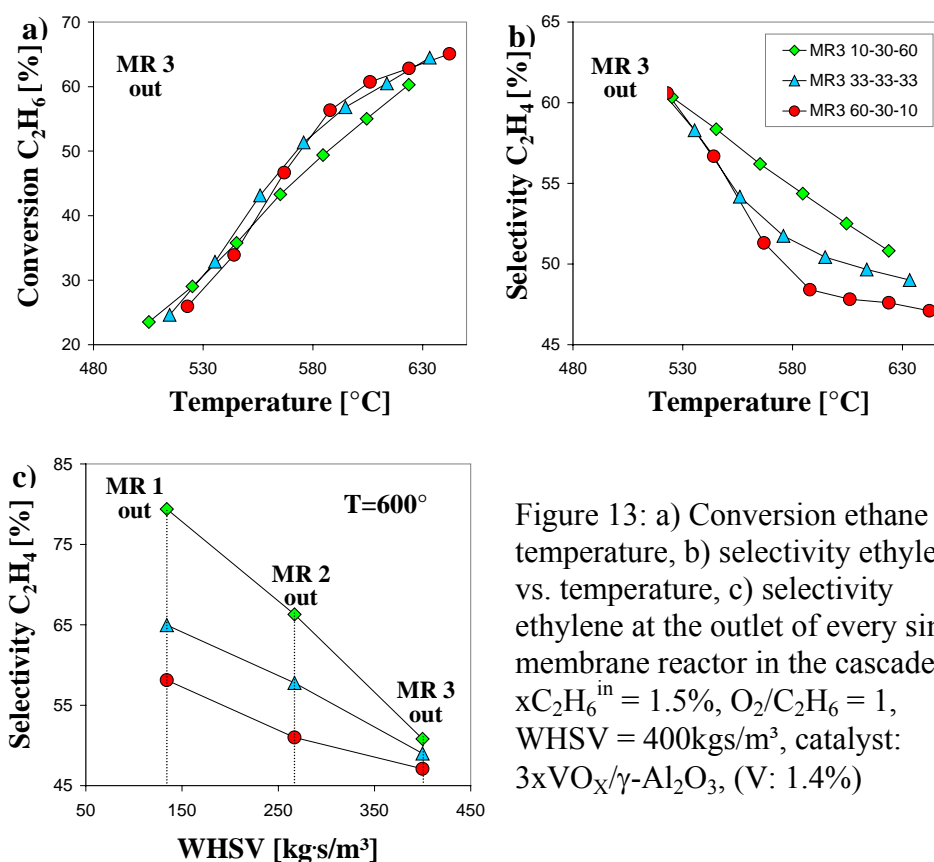 a)
70
60
50
40
30
20
Conversion C₂H₆ [%]
MR 3
out
480
530
580
630
Temperature [°C]
b)
65
60
55
50
45
Selectivity C₂H₄ [%]
MR 3
out
MR3 10-30-60
MR3 33-33-33
MR3 60-30-10
480
530
580
630
Temperature [°C]
c)
85
75
65
55
45
Selectivity C₂H₄ [%]
MR 1
out
MR 2
out
MR 3
out
T=600°
50
150
250
350
450
WHSV [kg·s/m³]
Figure 13: a) Conversion ethane
temperature, b) selectivity ethyle
vs. temperature, c) selectivity
ethylene at the outlet of every sin
membrane reactor in the cascade
xC₂H₆ⁱⁿ = 1.5%, O₂/C₂H₆ = 1,
WHSV = 400kgs/m³, catalyst:
3xVOₓ/γ-Al₂O₃, (V: 1.4%)